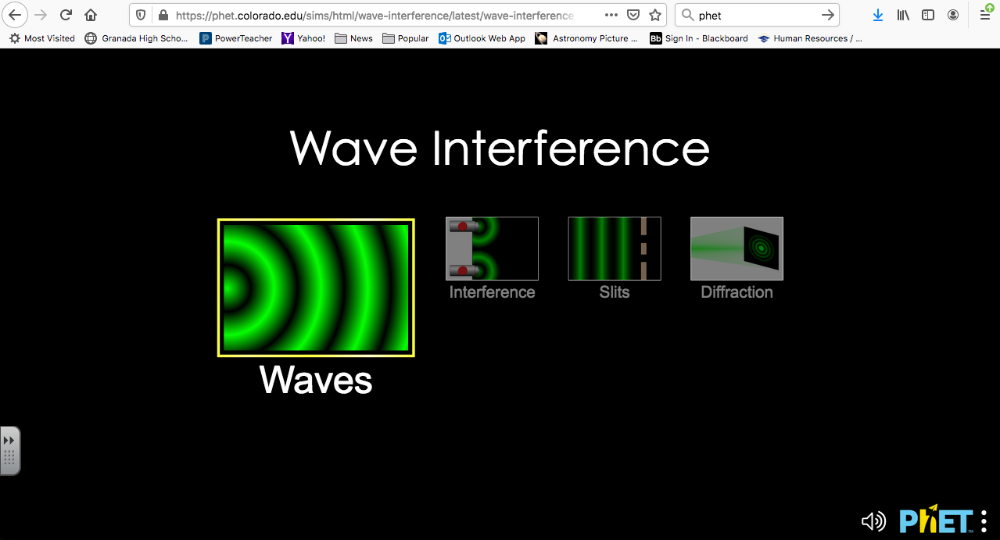 https://phet.colorado.edu/sims/html/wave-interference/latest/wave-interference
phet
Most Visited Granada High Scho... PowerTeacher Yahoo! News Popular Outlook Web App Astronomy Picture ... Bb Sign In - Blackboard Human Resources / ...
Wave Interference
Waves
Interference
Slits
Diffraction
PhET